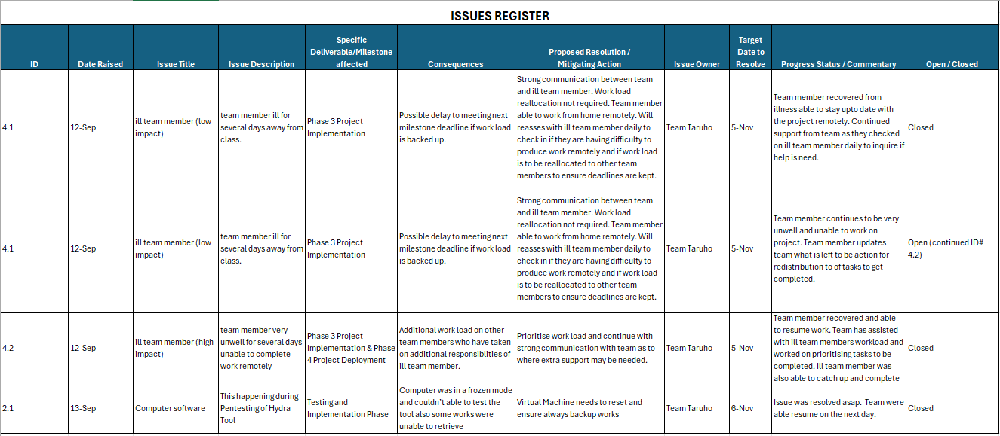 ISSUES REGISTER
ID
Date Raised
Issue Title
Issue Description
Specific
Deliverable/Milestone
affected
Consequences
Proposed Resolution /
Mitigating Action
Issue Owner
Target
Date to
Resolve
Progress Status / Commentary
Open / Closed
4.1
12-Sep
ill team member (low
impact)
team member ill for
several days away from
class.
Phase 3 Project
Implementation
Possible delay to meeting next
milestone deadline if work load
is backed up.
Strong communication between team
and ill team member. Work load
reallocation not required. Team member
able to work from home remotely. Will
reasses with ill team member daily to
check in if they are having difficulty to
produce work remotely and if work load
is to be reallocated to other team
members to ensure deadlines are kept.
Team Taruho
5-Nov
Team member recovered from
illness able to stay upto date with
the project remotely. Continued
support from team as they checked
on ill team member daily to inquire if
help is need.
Closed
4.1
12-Sep
ill team member (low
impact)
team member ill for
several days away from
class.
Phase 3 Project
Implementation
Possible delay to meeting next
milestone deadline if work load
is backed up.
Strong communication between team
and ill team member. Work load
reallocation not required. Team member
able to work from home remotely. Will
reasses with ill team member daily to
check in if they are having difficulty to
produce work remotely and if work load
is to be reallocated to other team
members to ensure deadlines are kept.
Team Taruho
5-Nov
Team member continues to be very
unwell and unable to work on
project. Team member updates
team what is left to be action for
redistribution to of tasks to get
completed.
Open (continued ID#
4.2)
4.2
12-Sep
ill team member (high
impact)
team member very
unwell for several days
unable to complete
work remotely
Phase 3 Project
Implementation & Phase
4 Project Deployment
Additional work load on other
team members who have taken
on additional responsiblities of
ill team member.
Prioritise work load and continue with
strong communication with team as to
where extra support may be needed.
Team Taruho
5-Nov
Team member recovered and able
to resume work. Team has assisted
with ill team members workload and
worked on prioritising tasks to be
completed. Ill team member was
also able to catch up and complete
Closed
2.1
13-Sep
Computer software
This happening during
Pentesting of Hydra
Tool
Testing and
Implementation Phase
Computer was in a frozen mode
and couldn't able to test the
tool also some works were
unable to retrieve
Virtual Machine needs to reset and
ensure always backup works
Team Taruho
6-Nov
Issue was resolved asap. Team were
able resume on the next day.
Closed